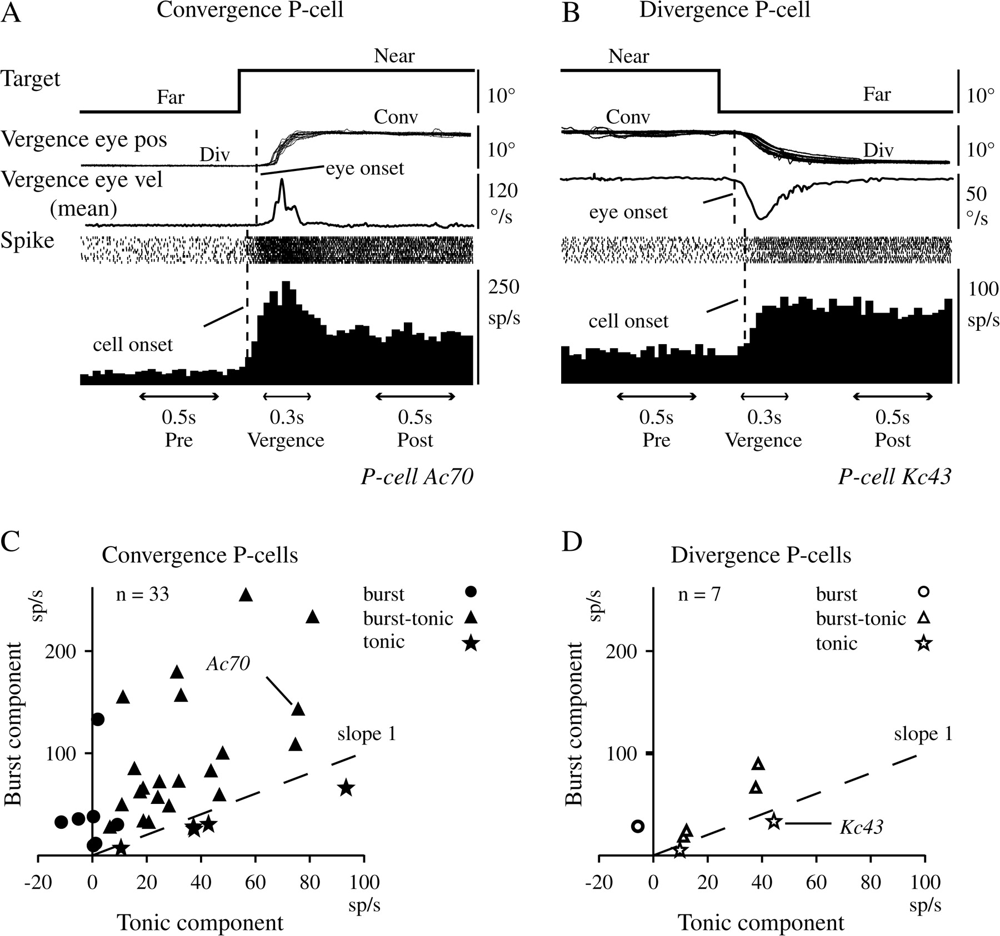 A
Convergence P-cell
B
Divergence P-cell
Target
Far
Near
10°
Near
Far
10°
Vergence eye pos
Div
Conv
10°
Conv
Div
10°
Vergence eye vel
(mean)
eye onset
120
°/s
eye onset
50
°/s
Spike
cell onset
250
sp/s
cell onset
100
sp/s
0.5s
Pre
0.3s
Vergence
0.5s
Post
0.5s
Pre
0.3s
Vergence
0.5s
Post
P-cell Ac70
P-cell Kc43
C
Convergence P-cells
n = 33
burst
burst-tonic
tonic
Ac70
slope 1
sp/s
Burst component
200
100
-20 0 20 40 60 80 100
sp/s
Tonic component
D
Divergence P-cells
n = 7
burst
burst-tonic
tonic
slope 1
Kc43
sp/s
Burst component
200
100
-20 0 20 40 60 80 100
sp/s
Tonic component